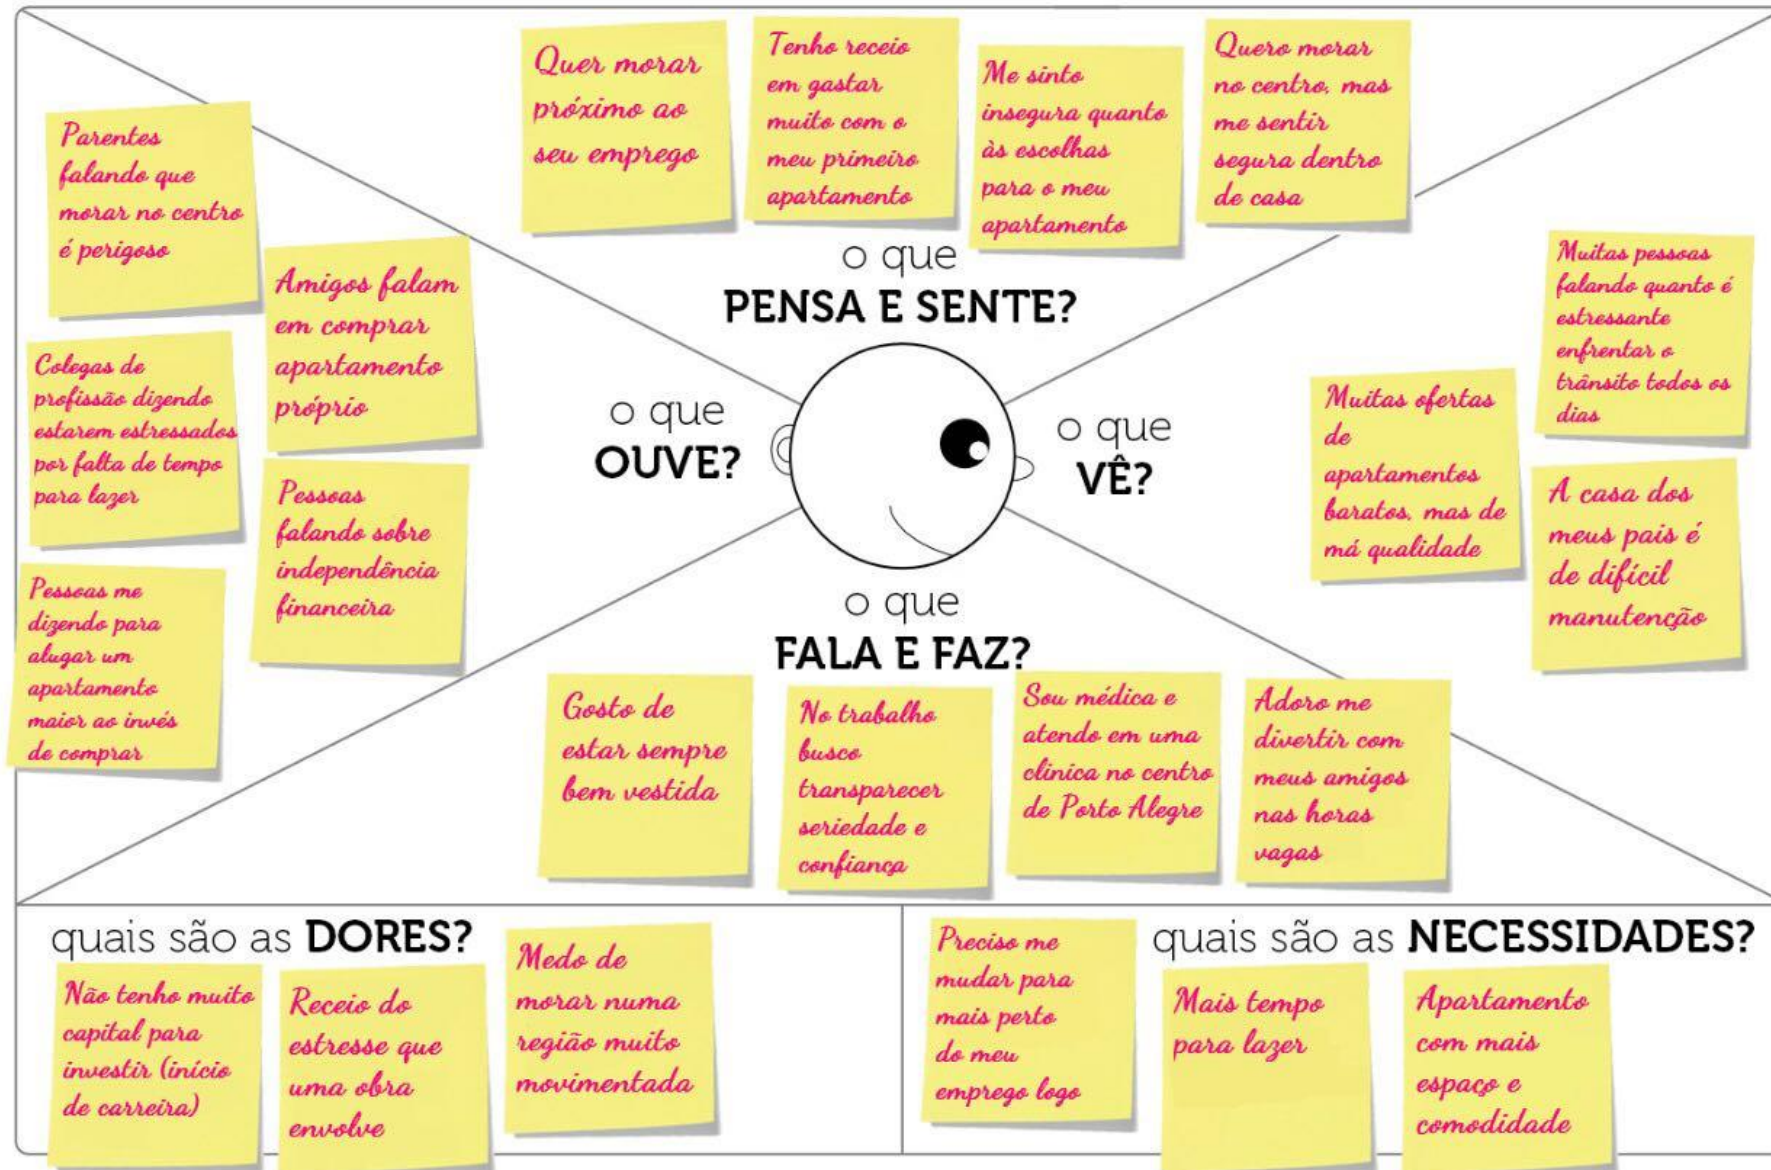 Quer morar
próximo ao
seu emprego
Tenho receio
em gastar
muito com o
meu primeiro
apartamento
Me sinto
insegura quanto
às escolhas
para o meu
apartamento
Quero morar
no centro, mas
me sentir
segura dentro
de casa
o que
PENSA E SENTE?
Parentes
falando que
morar no centro
é perigoso
Amigos falam
em comprar
apartamento
próprio
Colegas de
profissão dizendo
estarem estressados
por falta de tempo
para lazer
Pessoas
falando sobre
independência
financeira
Pessoas me
dizendo para
alugar um
apartamento
maior ao invés
de comprar
o que
OUVE?
o que
VÊ?
Muitas pessoas
falando quanto é
estressante
enfrentar o
trânsito todos os
dias
Muitas ofertas
de
apartamentos
baratos, mas de
má qualidade
A casa dos
meus pais é
de difícil
manutenção
o que
FALA E FAZ?
Gosto de
estar sempre
bem vestida
No trabalho
busco
transparecer
seriedade e
confiança
Sou médica e
atendo em uma
clinica no centro
de Porto Alegre
Adoro me
divertir com
meus amigos
nas horas
vagas
quais são as DORES?
Não tenho muito
capital para
investir (início
de carreira)
Receio do
estresse que
uma obra
envolve
Medo de
morar numa
região muito
movimentada
quais são as NECESSIDADES?
Preciso me
mudar para
mais perto
do meu
emprego logo
Mais tempo
para lazer
Apartamento
com mais
espaço e
comodidade